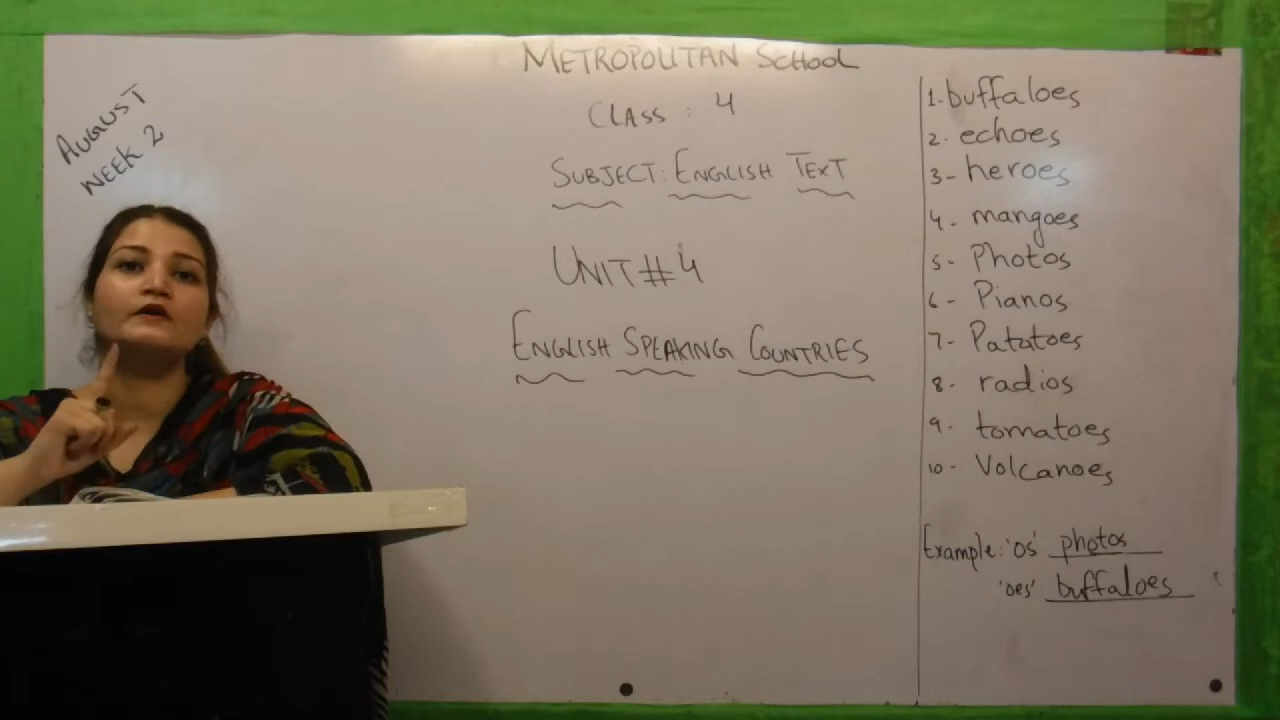 AUGUST
WEEK 2
METROPOLITAN SCHOOL
CLASS : 4
SUBJECT: ENGLISH TEXT
UNIT # 4
ENGLISH SPEAKING COUNTRIES
1. buffaloes
2. echoes
3- heroes
4. mangoes
5- Photos
6- Pianos
7- Patatoes
8- radios
9. tomatoes
10- Volcanoes
Example: 'os' photos
'oes' buffaloes